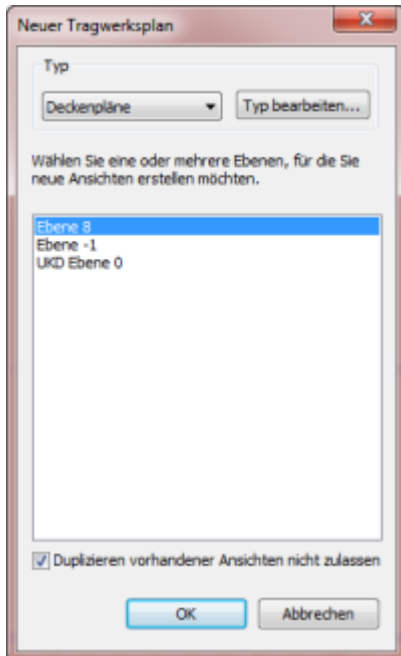 Neuer Tragwerksplan
Typ
Deckenpläne
Typ bearbeiten...
Wählen Sie eine oder mehrere Ebenen, für die Sie
neue Ansichten erstellen möchten.
Ebene 8
Ebene -1
UKD Ebene 0
Duplizieren vorhandener Ansichten nicht zulassen
OK
Abbrechen